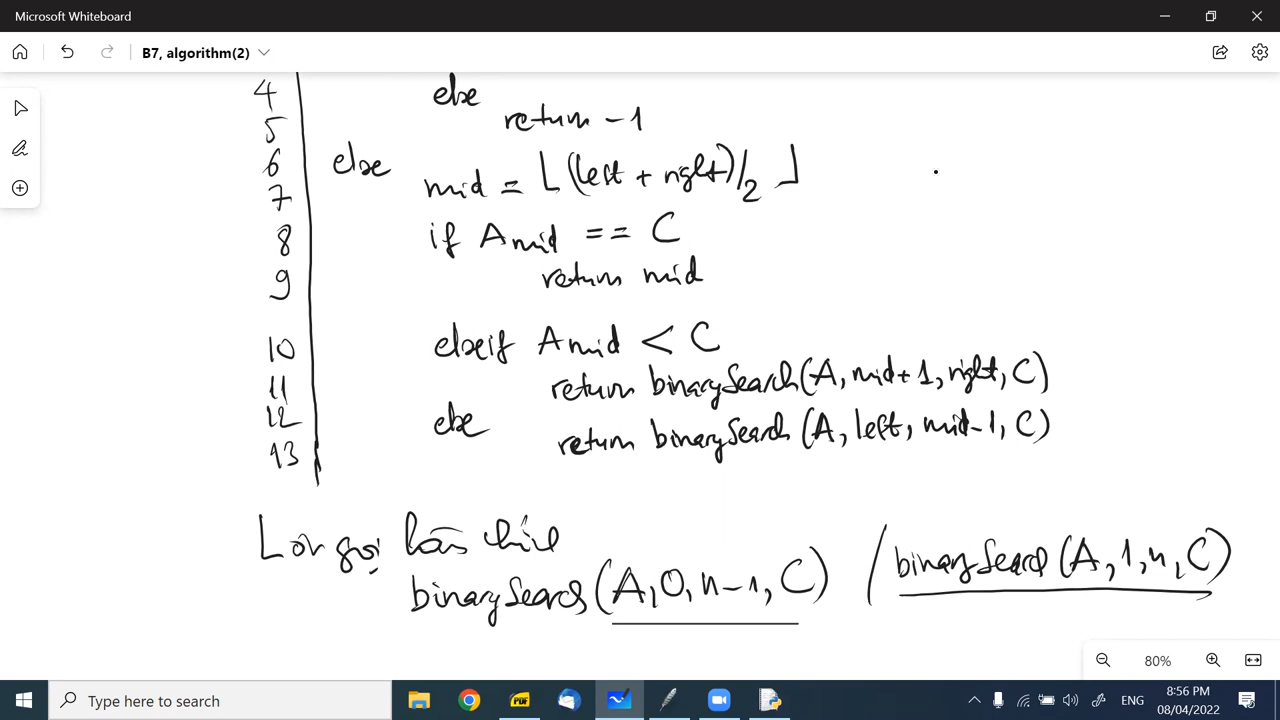 Microsoft Whiteboard
B7, algorithm(2)
4 else
5 return -1
6 else
7 mid = ⌊(left + right)/2⌋
8 if Amid == C
9 return mid
10 elseif Amid < C
11 return binarySearch(A, mid+1, right, C)
12 else
13 return binarySearch(A, left, mid-1, C)
Lời gọi hàm chính
binarySearch(A, 0, n-1, C) / binarySearch(A, 1, n, C)
80%
Type here to search
ENG
8:56 PM
08/04/2022